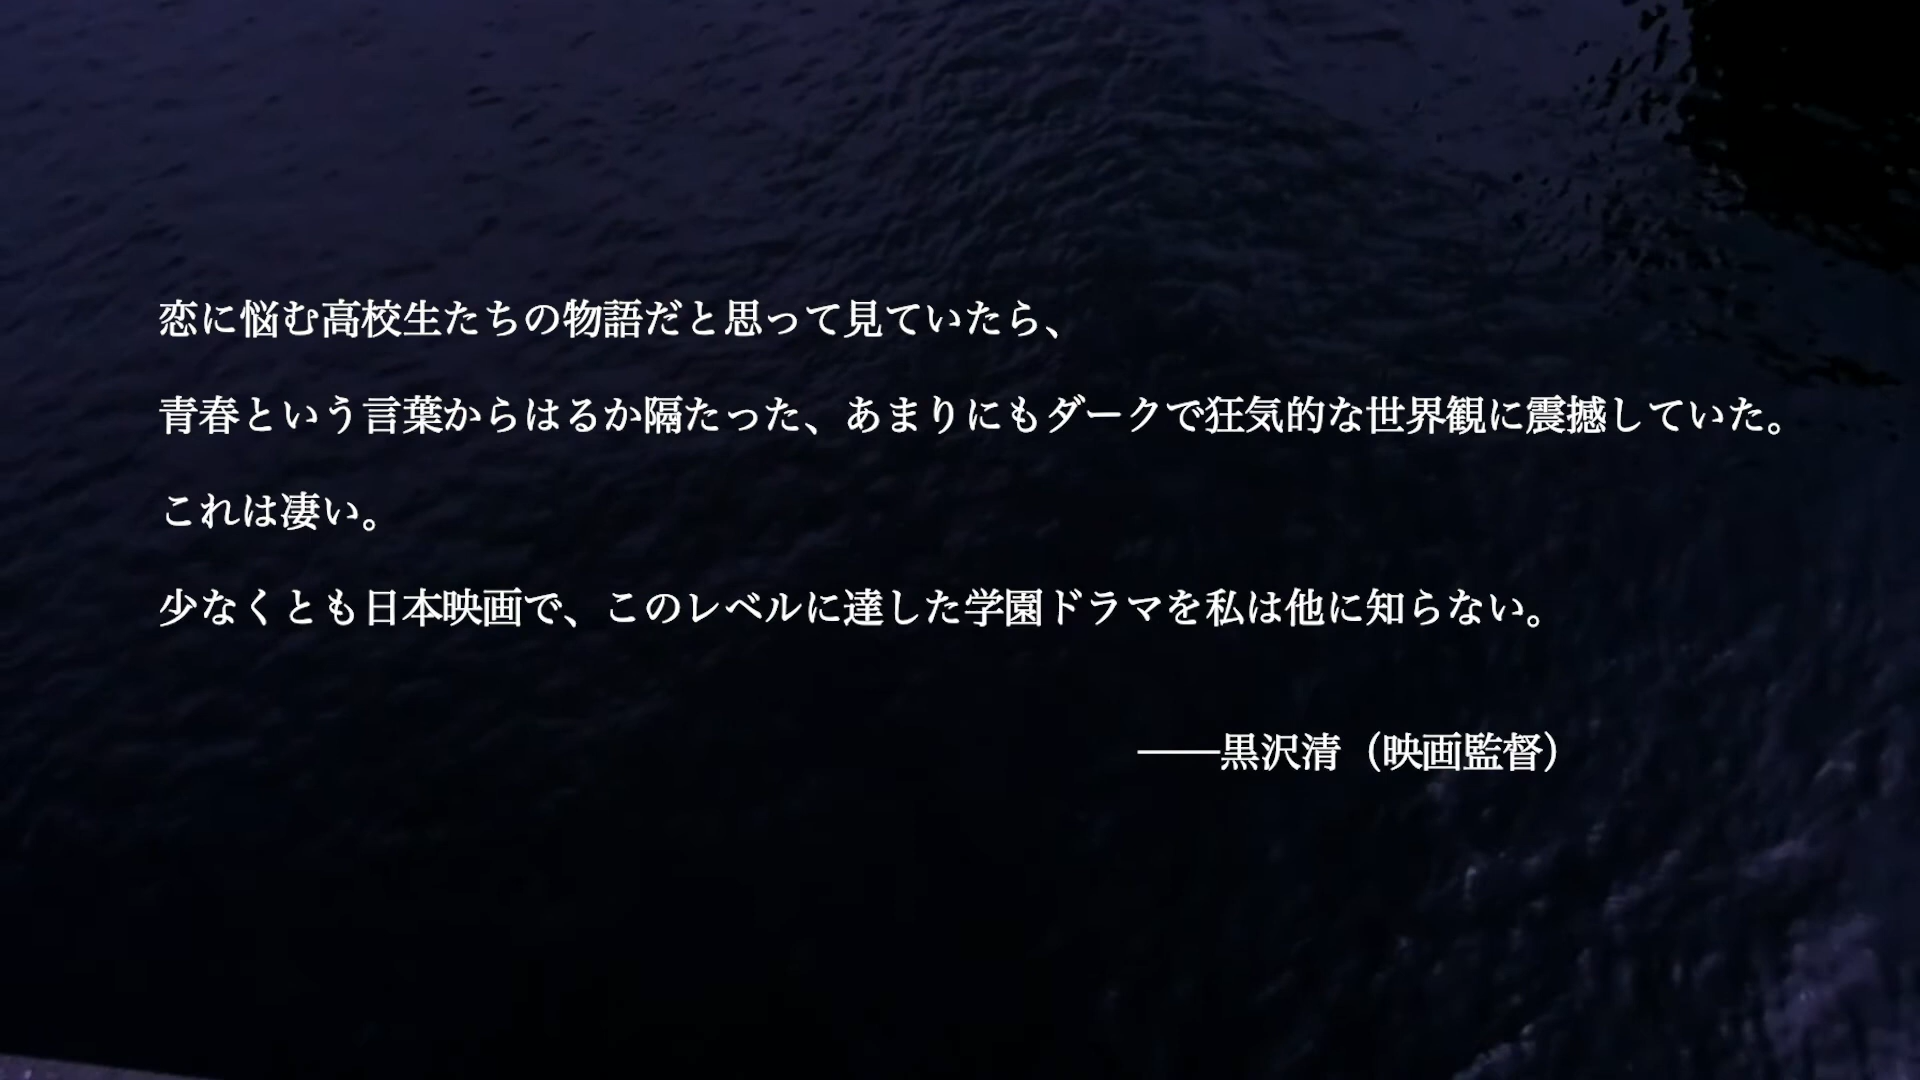 恋に悩む高校生たちの物語だと思って見ていたら、
青春という言葉からはるか隔たった、あまりにもダークで狂気的な世界観に震撼していた。
これは凄い。
少なくとも日本映画で、このレベルに達した学園ドラマを私は他に知らない。
――黒沢清（映画監督）